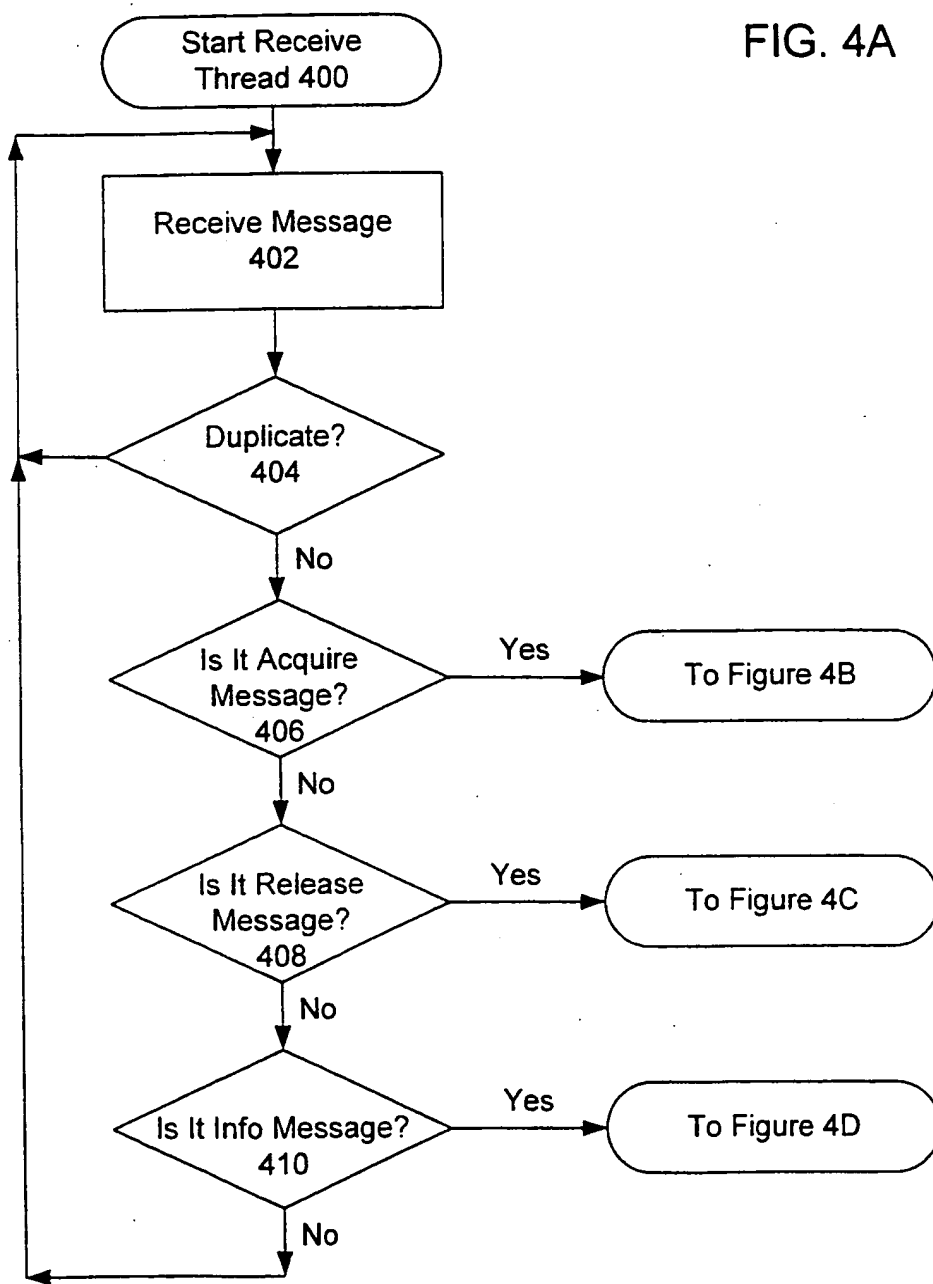 FIG. 4A
Start Receive
Thread 400
Receive Message
402
Duplicate?
404
No
Is It Acquire
Message?
406
Yes
To Figure 4B
No
Is It Release
Message?
408
Yes
To Figure 4C
No
Is It Info Message?
410
Yes
To Figure 4D
No